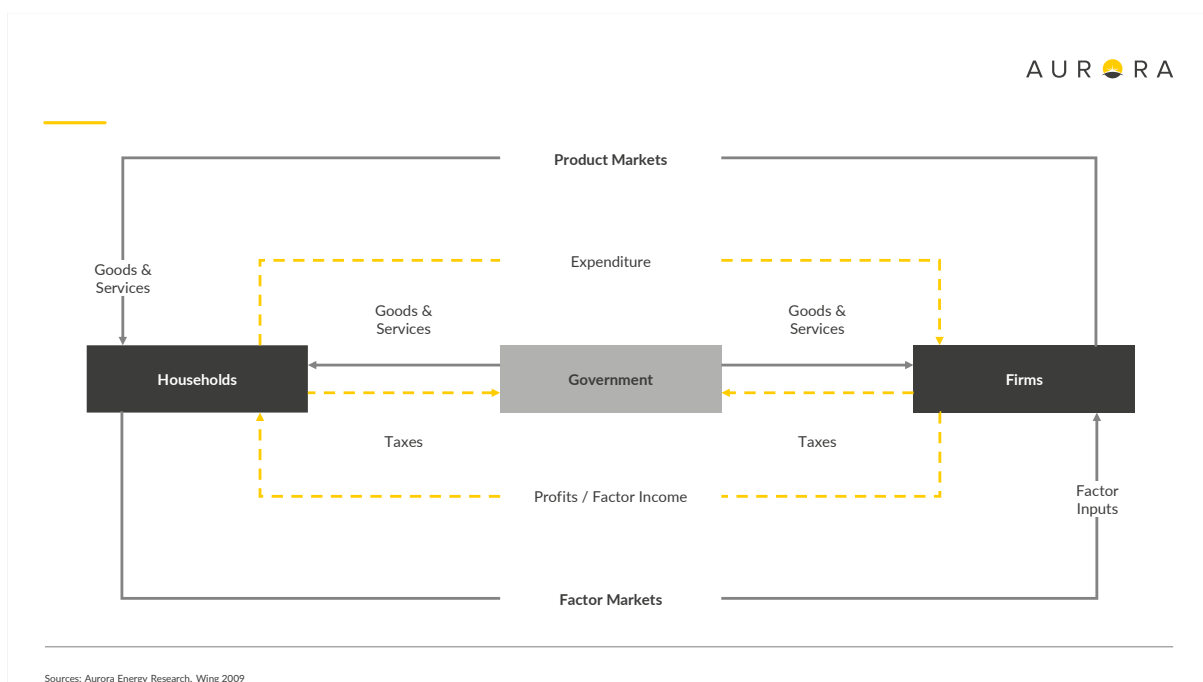 AURORA
Product Markets
Expenditure
Goods &
Services
Goods &
Services
Goods &
Services
Households
Government
Firms
Taxes
Taxes
Profits / Factor Income
Factor
Inputs
Factor Markets
Sources: Aurora Energy Research, Wing 2009